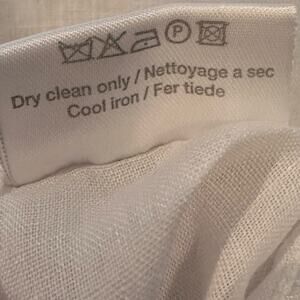 P
Dry clean only / Nettoyage a sec
Cool iron / Fer tiede